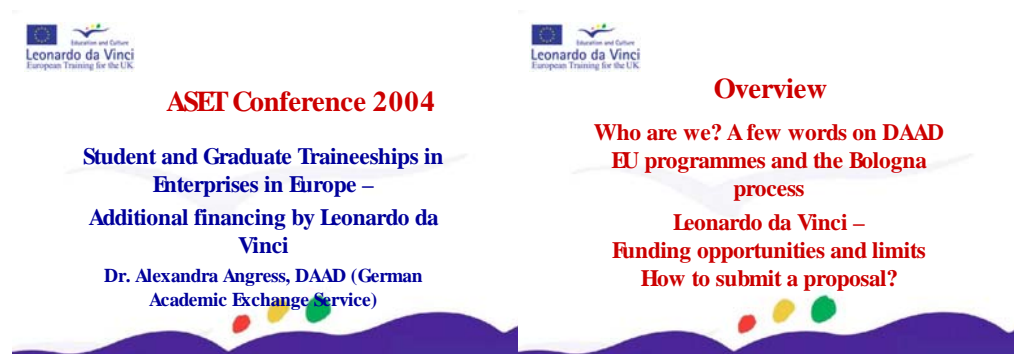 Education and Culture
Leonardo da Vinci
European Training for the UK
ASET Conference 2004
Student and Graduate Traineeships in
Enterprises in Europe –
Additional financing by Leonardo da
Vinci
Dr. Alexandra Angress, DAAD (German
Academic Exchange Service)
Education and Culture
Leonardo da Vinci
European Training for the UK
Overview
Who are we? A few words on DAAD
EU programmes and the Bologna
process
Leonardo da Vinci –
Funding opportunities and limits
How to submit a proposal?